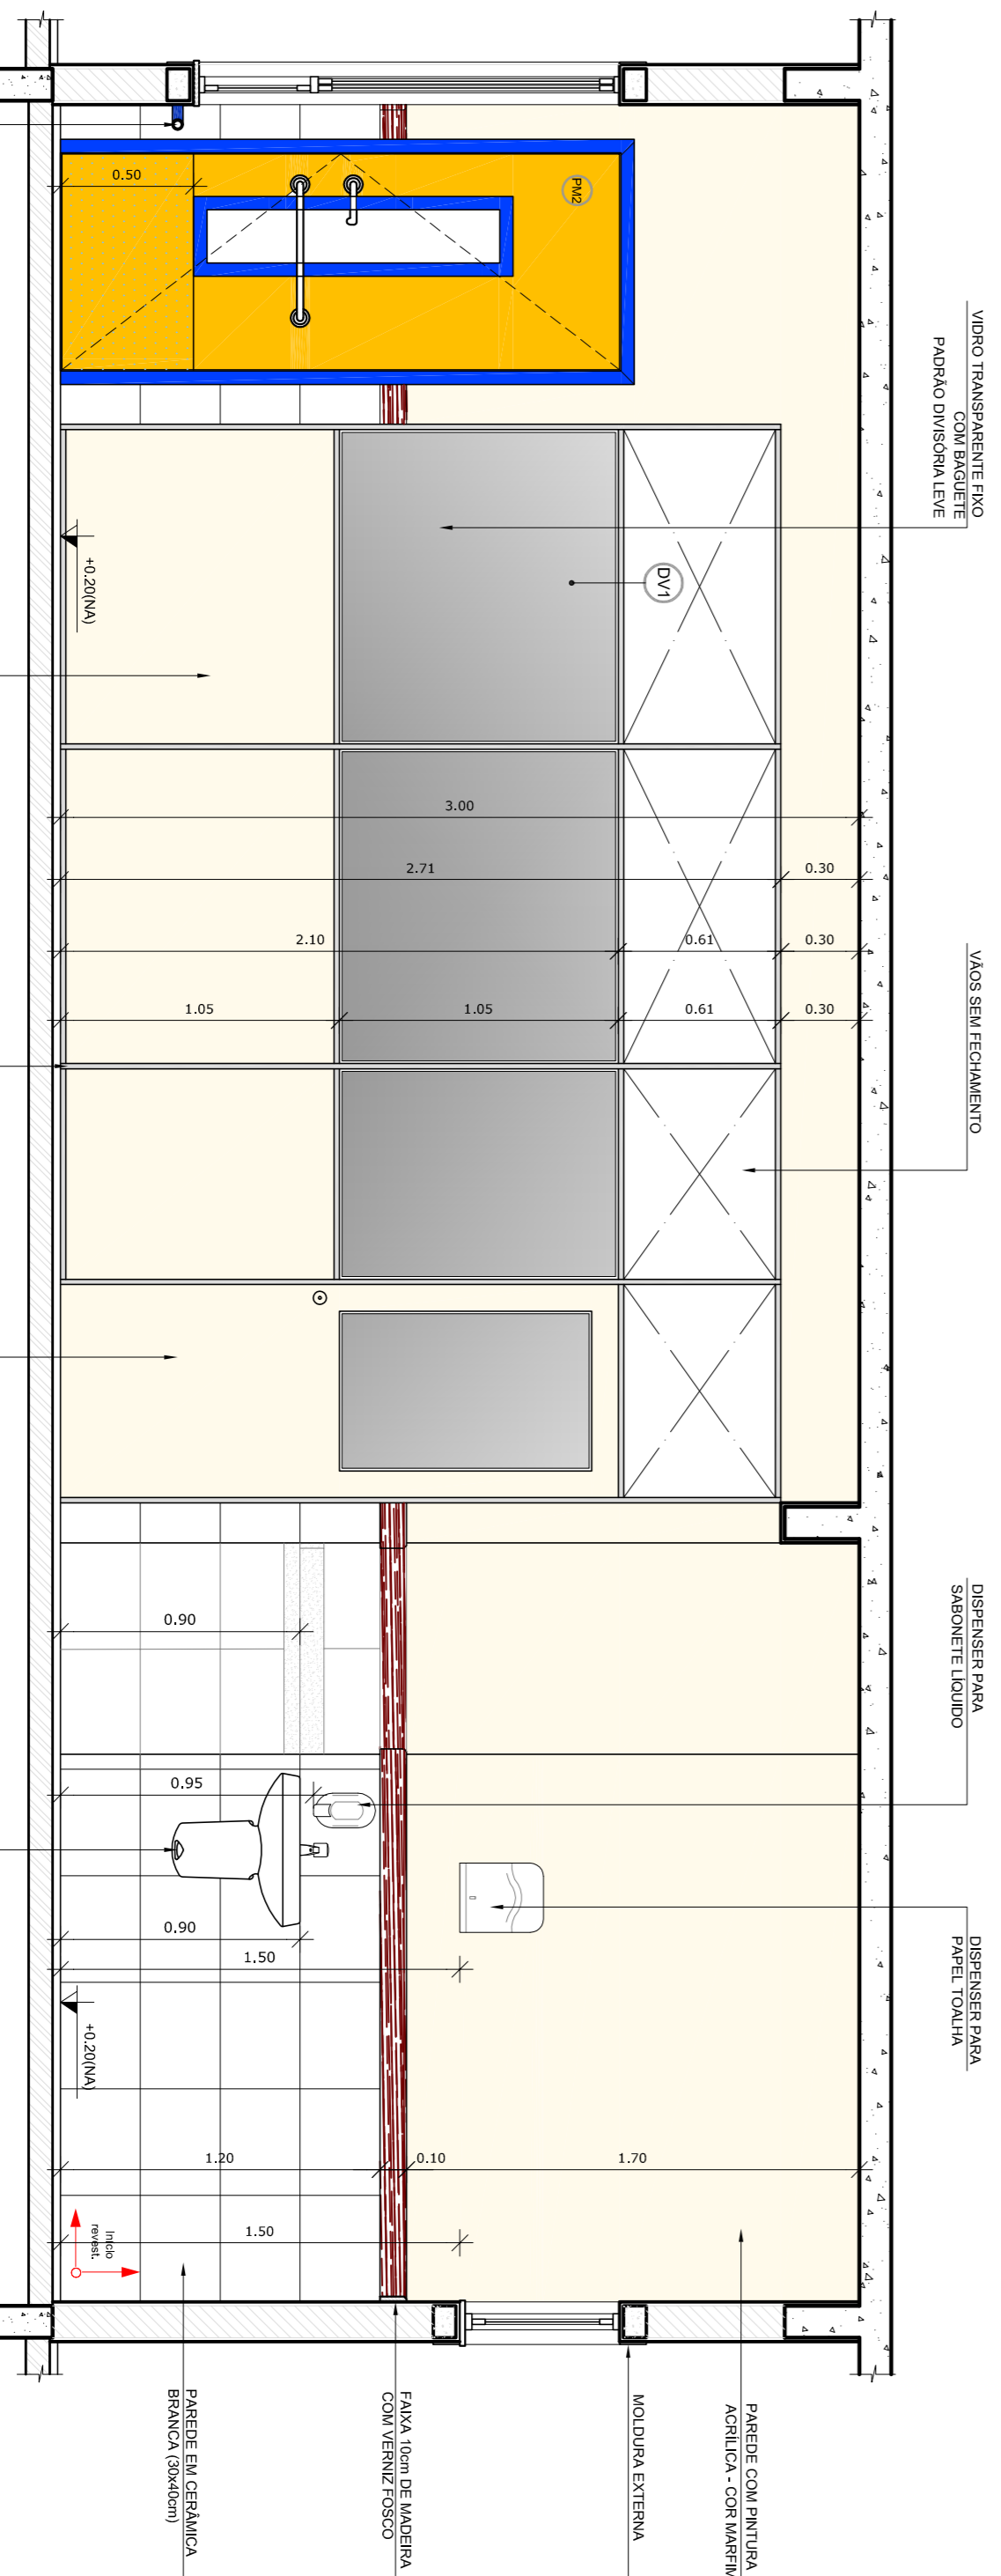 VIDRO TRANSPARENTE FIXO
COM BAGUETE
PADRÃO DIVISÓRIA LEVE
VÃOS SEM FECHAMENTO
DISPENSER PARA
SABONETE LÍQUIDO
DISPENSER PARA
PAPEL TOALHA
PM2
0.50
DV1
+0.20(NA)
3.00
2.71
0.30
2.10
0.61
0.30
1.05
1.05
0.61
0.30
0.90
0.95
0.90
1.50
+0.20(NA)
1.20
0.10
1.70
1.50
Início
revest.
PAREDE COM PINTURA
ACRÍLICA - COR MARFIM
MOLDURA EXTERNA
FAIXA 10cm DE MADEIRA
COM VERNIZ FOSCO
PAREDE EM CERÂMICA
BRANCA (30x40cm)